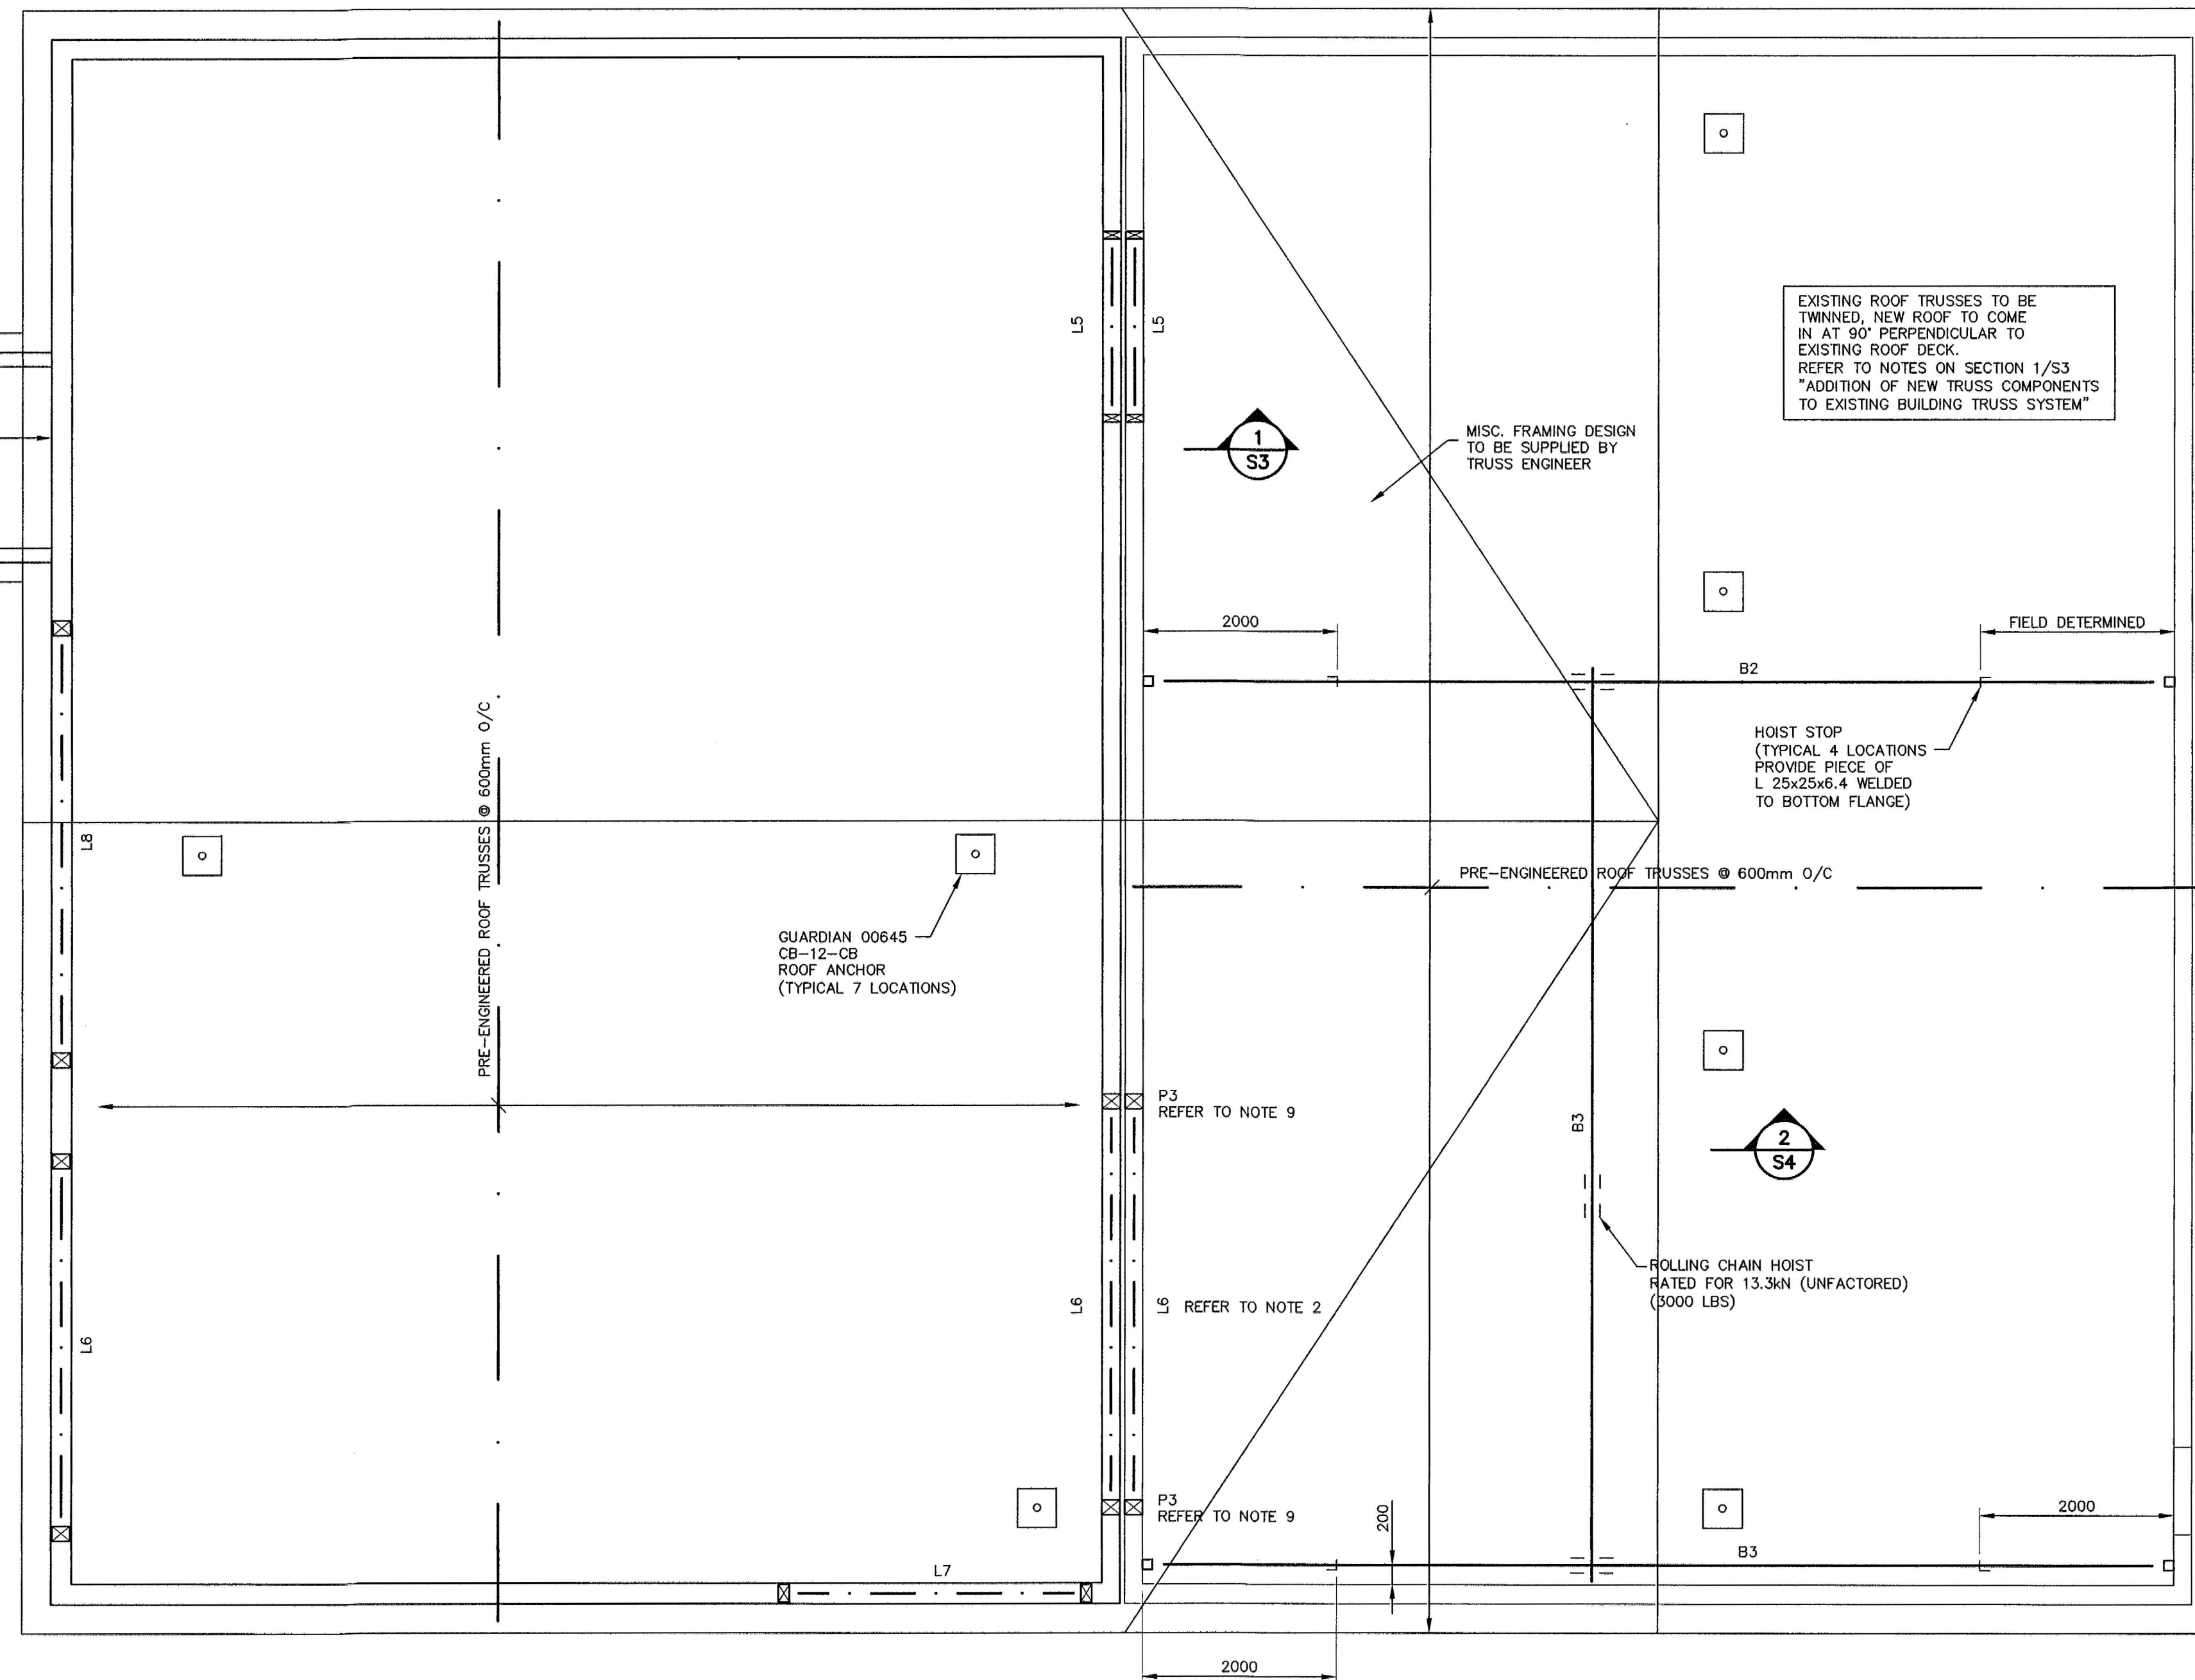 EXISTING ROOF TRUSSES TO BE
TWINNED, NEW ROOF TO COME
IN AT 90° PERPENDICULAR TO
EXISTING ROOF DECK.
REFER TO NOTES ON SECTION 1/S3
"ADDITION OF NEW TRUSS COMPONENTS
TO EXISTING BUILDING TRUSS SYSTEM"
L5
L5
1
S3
MISC. FRAMING DESIGN
TO BE SUPPLIED BY
TRUSS ENGINEER
2000
FIELD DETERMINED
B2
HOIST STOP
(TYPICAL 4 LOCATIONS
PROVIDE PIECE OF
L 25x25x6.4 WELDED
TO BOTTOM FLANGE)
PRE-ENGINEERED ROOF TRUSSES @ 600mm O/C
L8
PRE-ENGINEERED ROOF TRUSSES @ 600mm O/C
GUARDIAN 00645
CB-12-CB
ROOF ANCHOR
(TYPICAL 7 LOCATIONS)
P3
REFER TO NOTE 9
B3
2
S4
ROLLING CHAIN HOIST
RATED FOR 13.3kN (UNFACTORED)
(3000 LBS)
L6
L6
L6 REFER TO NOTE 2
P3
REFER TO NOTE 9
200
2000
B3
L7
2000